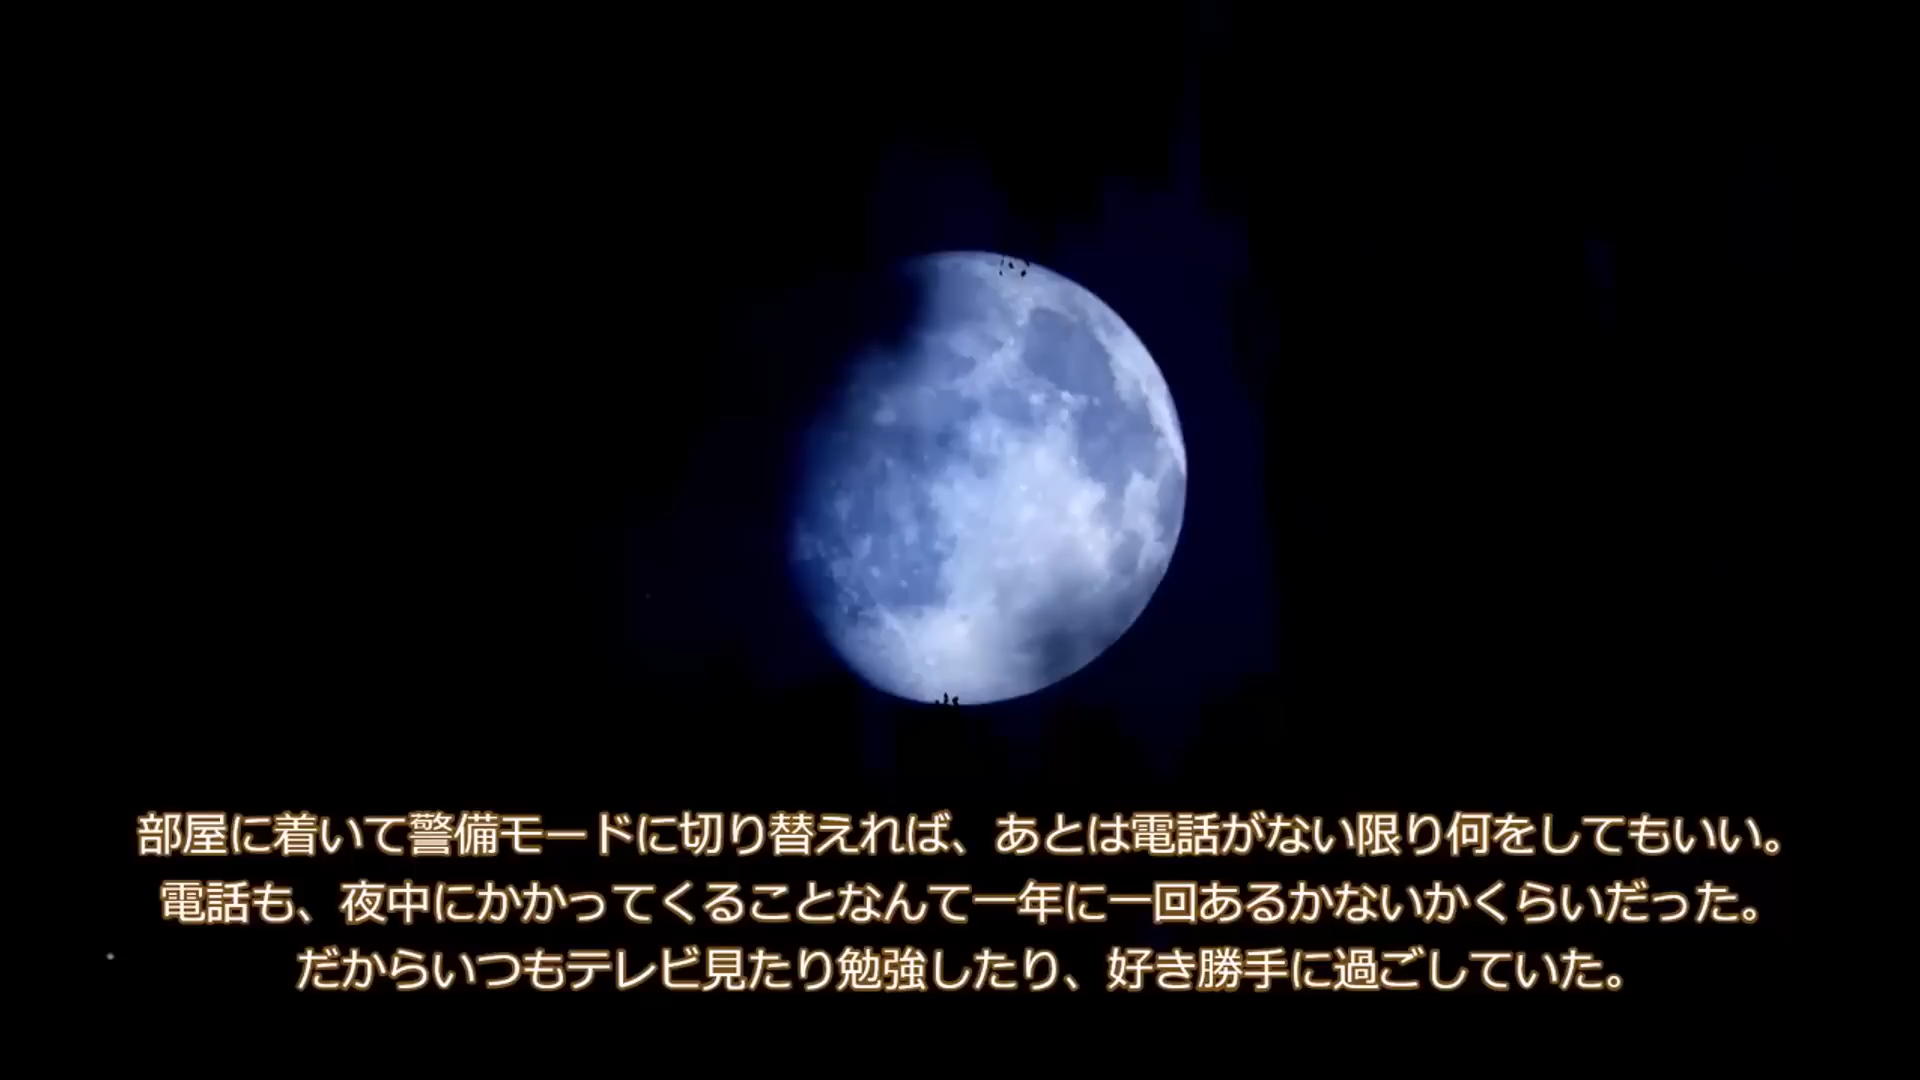 部屋に着いて警備モードに切り替えれば、あとは電話がない限り何をしてもいい。
電話も、夜中にかかってくることなんて一年に一回あるかないかくらいだった。
だからいつもテレビ見たり勉強したり、好き勝手に過ごしていた。